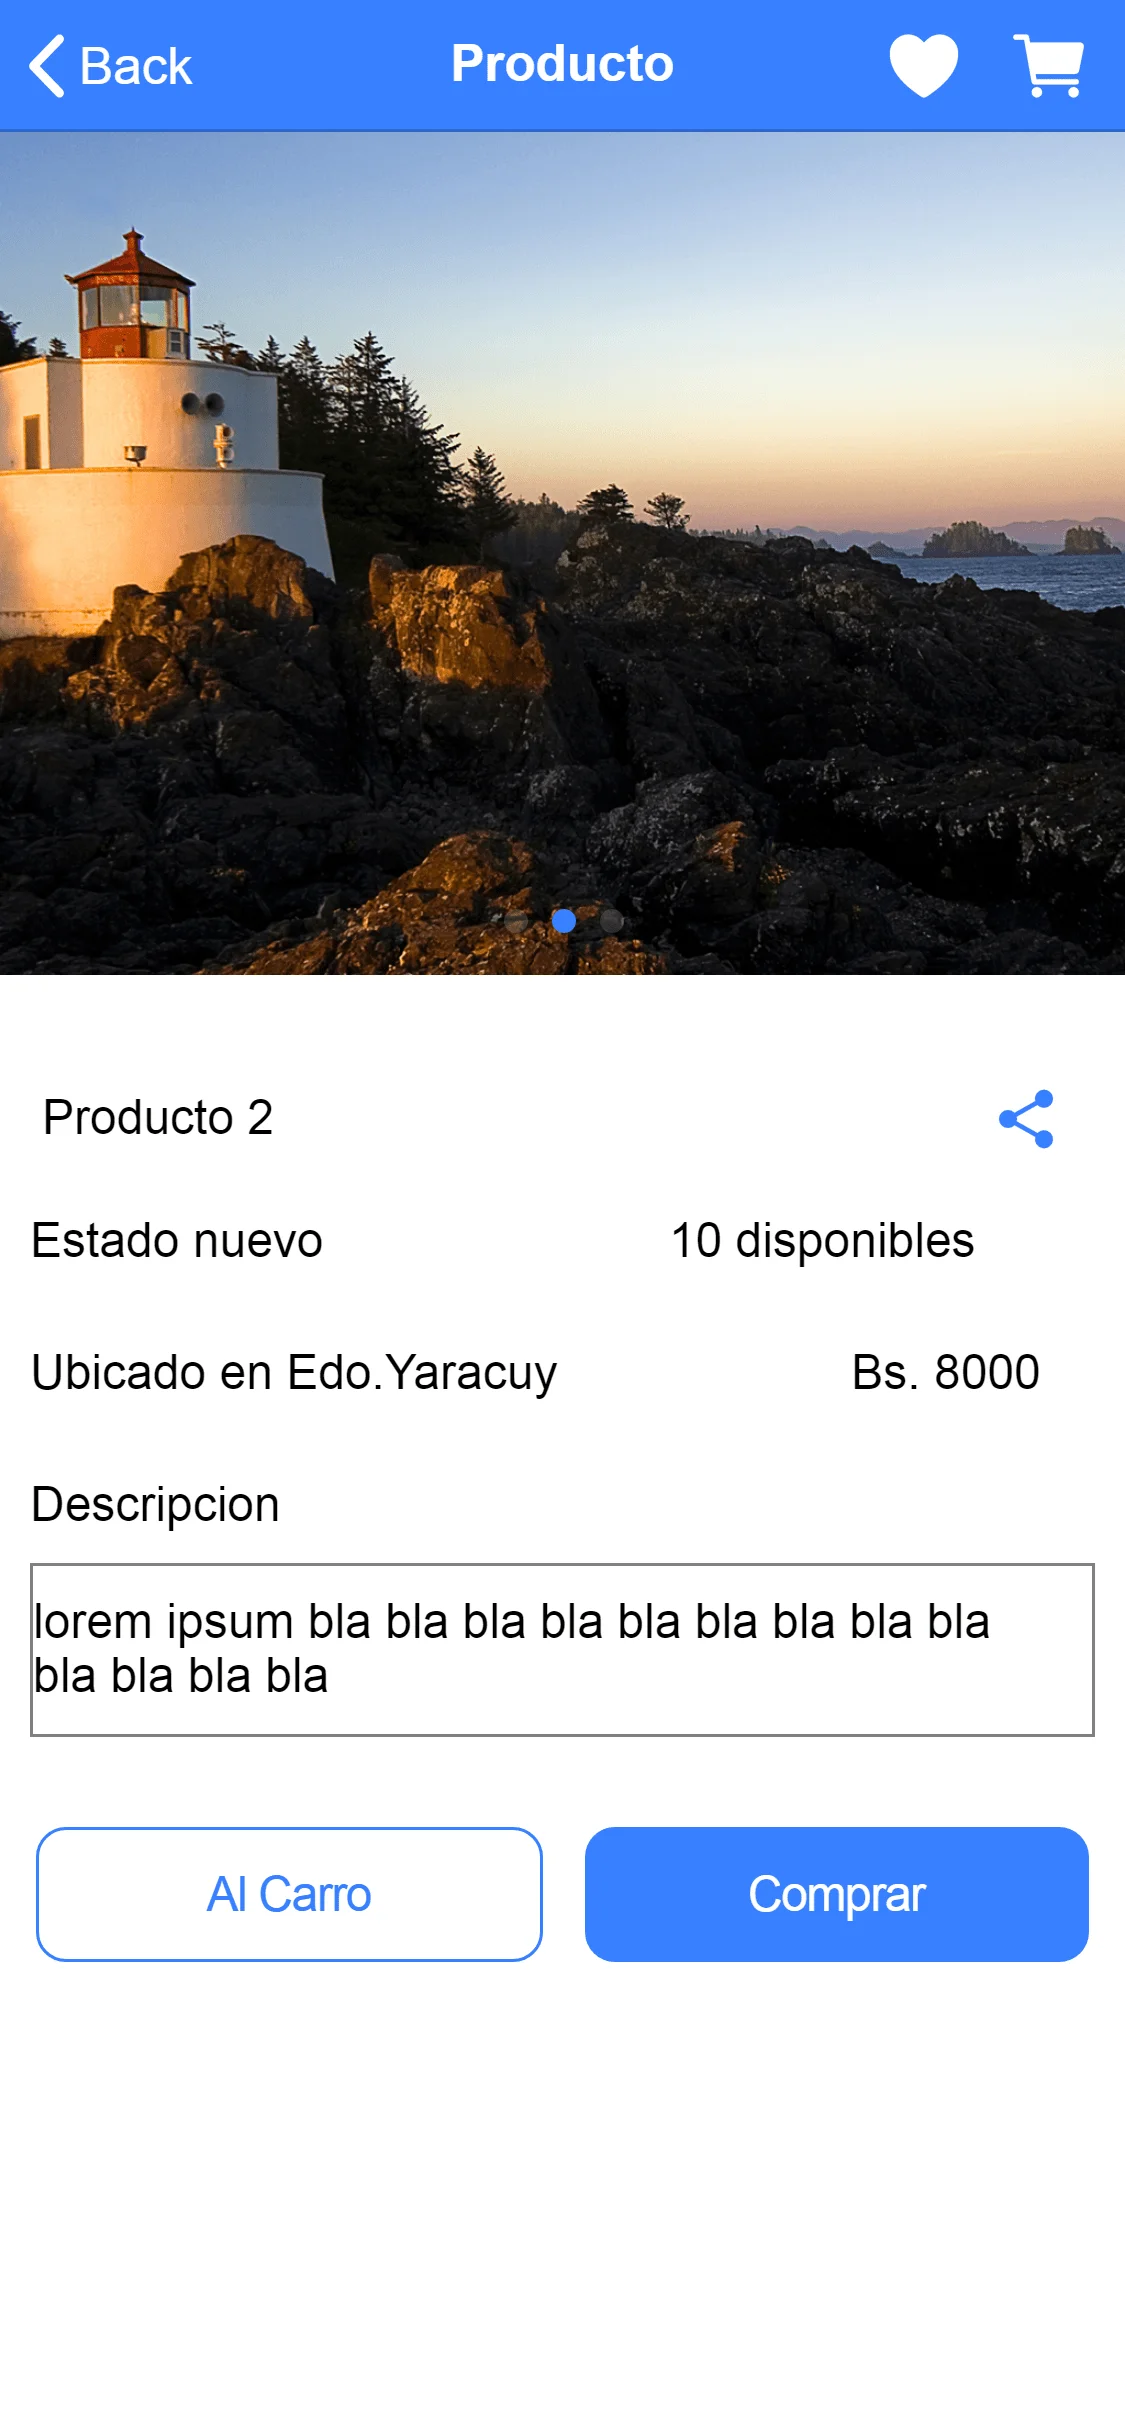 Back
Producto
Producto 2
Estado nuevo
10 disponibles
Ubicado en Edo.Yaracuy
Bs. 8000
Descripcion
lorem ipsum bla bla bla bla bla bla bla bla bla
bla bla bla bla
Al Carro
Comprar